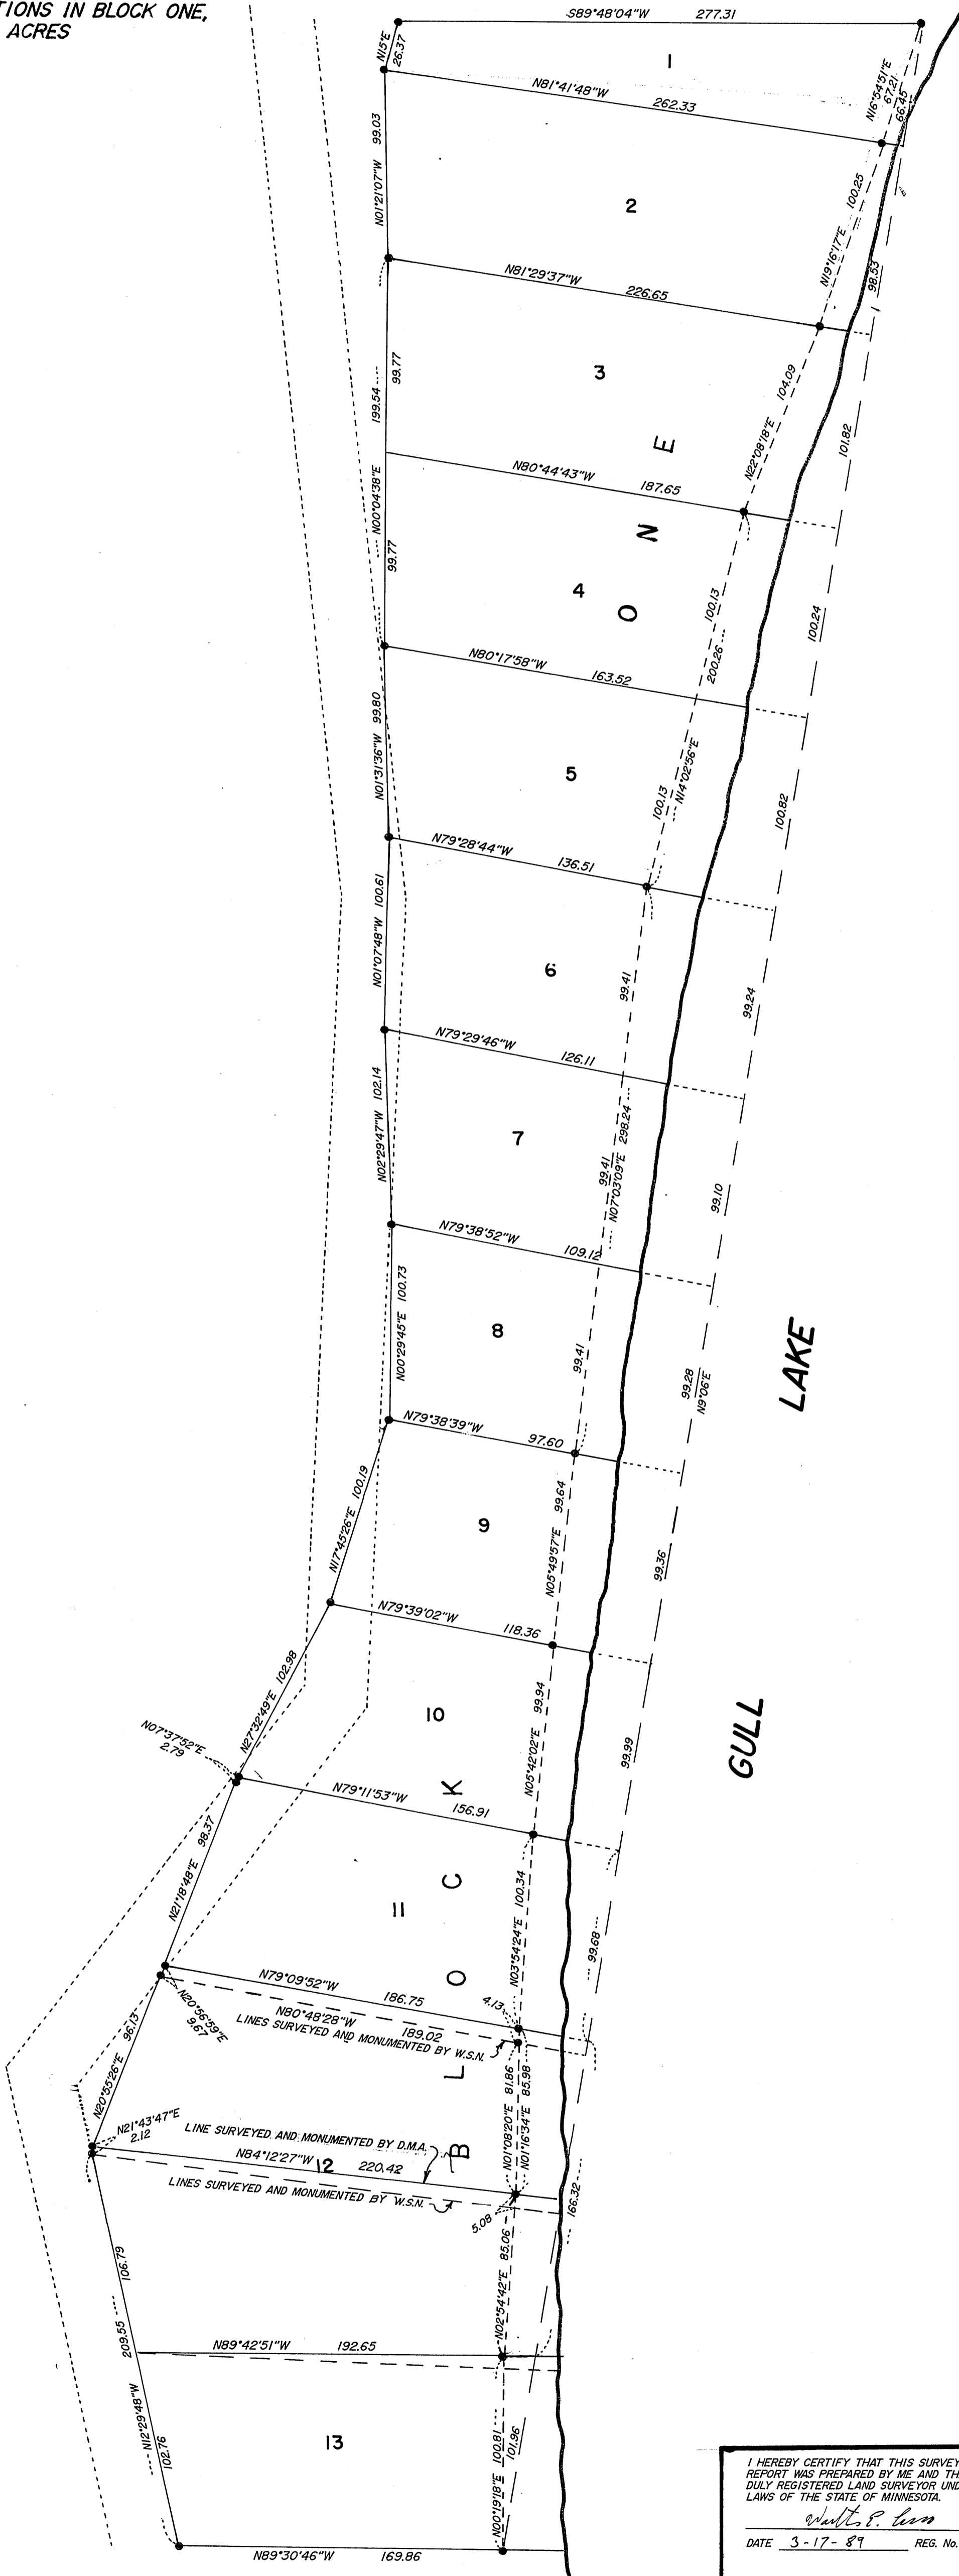 TIONS IN BLOCK ONE,
ACRES
S89°48'04"W 277.31
N15°E
26.37
1
N16°54'51"E
67.21
66.45
N81°41'48"W
262.33
N01°21'07"W 99.03
2
N19°16'17"E 100.25
98.53
N81°29'37"W
226.65
3
99.77
199.54
N00°04'38"E
N22°08'18"E 104.09
101.82
N80°44'43"W
187.65
99.77
4
100.13
200.26
100.24
N80°17'58"W
163.52
N01°31'36"W 99.80
5
100.13
N14°02'56"E
100.82
N79°28'44"W
136.51
N01°07'48"W 100.61
6
99.41
99.24
N79°29'46"W
126.11
N02°29'47"W 102.14
7
99.41
N07°03'09"E 298.24
99.10
N79°38'52"W
109.12
N00°29'45"E 100.73
8
99.41
99.28
N9°06'E
N79°38'39"W
97.60
N17°45'26"E 100.19
9
N05°49'57"E 99.64
99.36
N79°39'02"W
118.36
N27°32'49"E 102.98
10
N05°42'02"E 99.94
99.99
N07°37'52"E
2.79
N79°11'53"W
156.91
N21°18'48"E 98.37
11
N03°54'24"E 100.34
99.68
N79°09'52"W
186.75
4.13
N20°56'59"E
9.67
N80°48'28"W
189.02
LINES SURVEYED AND MONUMENTED BY W.S.N.
N20°55'26"E 96.13
N01°08'20"E 81.86
N01°16'34"E 85.98
N21°43'47"E
2.12
LINE SURVEYED AND MONUMENTED BY D.M.A.
N84°12'27"W
12
220.42
LINES SURVEYED AND MONUMENTED BY W.S.N.
5.08
166.32
106.79
209.55
N02°54'42"E 85.06
N89°42'51"W 192.65
N12°29'48"W
102.76
13
N00°19'18"E 100.81
101.96
N89°30'46"W 169.86
BLOCK ONE
GULL LAKE
I HEREBY CERTIFY THAT THIS SURVEY
REPORT WAS PREPARED BY ME AND TH
DULY REGISTERED LAND SURVEYOR UND
LAWS OF THE STATE OF MINNESOTA.
DATE 3-17-89 REG. No.